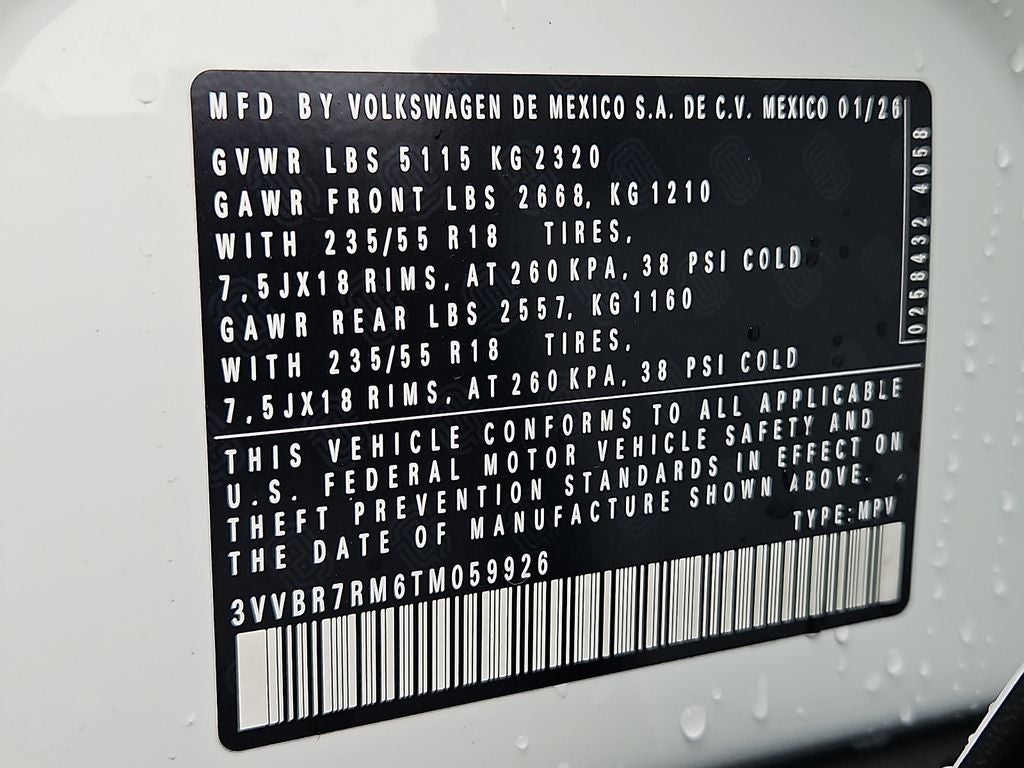 MFD BY VOLKSWAGEN DE MEXICO S.A. DE C.V. MEXICO 01/26
GVWR LBS 5115 KG 2320
GAWR FRONT LBS 2668, KG 1210
WITH 235/55 R18 TIRES,
7,5JX18 RIMS, AT 260 KPA, 38 PSI COLD
GAWR REAR LBS 2557, KG 1160
WITH 235/55 R18 TIRES,
7,5JX18 RIMS, AT 260 KPA, 38 PSI COLD
0258432 4058
THIS VEHICLE CONFORMS TO ALL APPLICABLE
U.S. FEDERAL MOTOR VEHICLE SAFETY AND
THEFT PREVENTION STANDARDS IN EFFECT ON
THE DATE OF MANUFACTURE SHOWN ABOVE.
TYPE: MPV
3VVBR7RM6TM059926